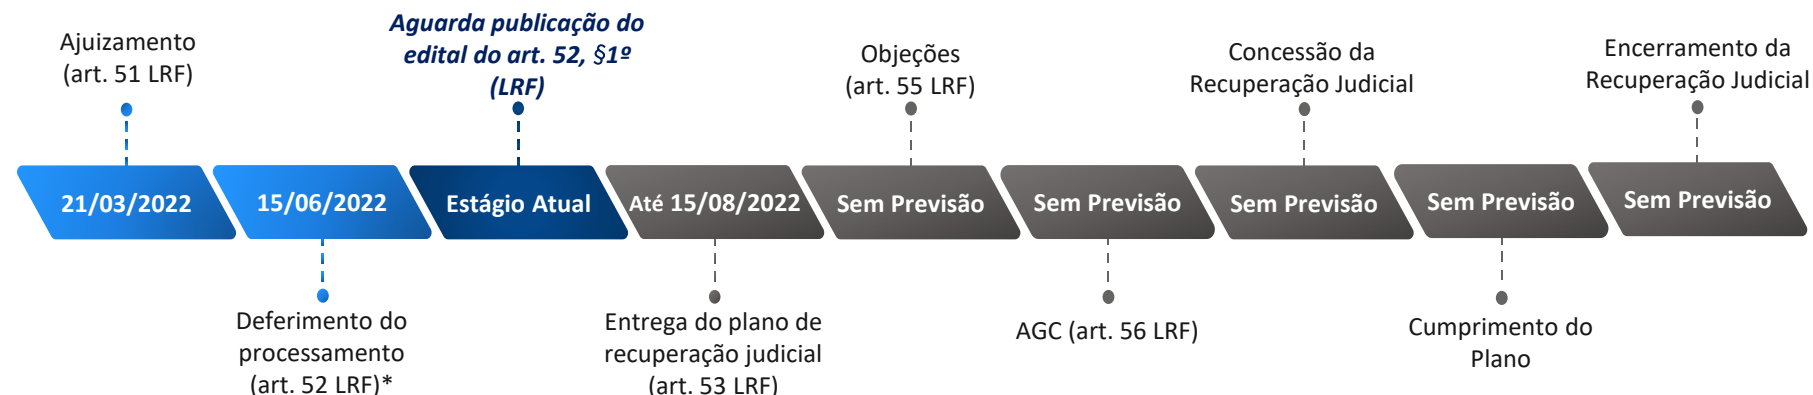 Ajuizamento
(art. 51 LRF)
Aguarda publicação do
edital do art. 52, §1º
(LRF)
Objeções
(art. 55 LRF)
Concessão da
Recuperação Judicial
Encerramento da
Recuperação Judicial
21/03/2022
15/06/2022
Estágio Atual
Até 15/08/2022
Sem Previsão
Sem Previsão
Sem Previsão
Sem Previsão
Sem Previsão
Deferimento do
processamento
(art. 52 LRF)*
Entrega do plano de
recuperação judicial
(art. 53 LRF)
AGC (art. 56 LRF)
Cumprimento do
Plano